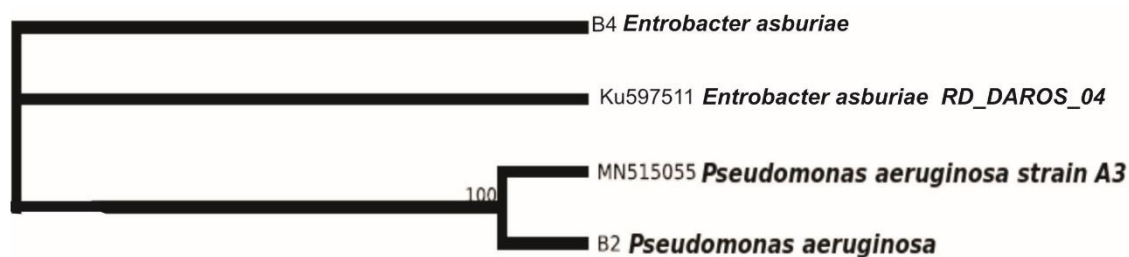 B4 Entrobacter asburiae
Ku597511 Entrobacter asburiae RD_DAROS_04
MN515055 Pseudomonas aeruginosa strain A3
100
B2 Pseudomonas aeruginosa